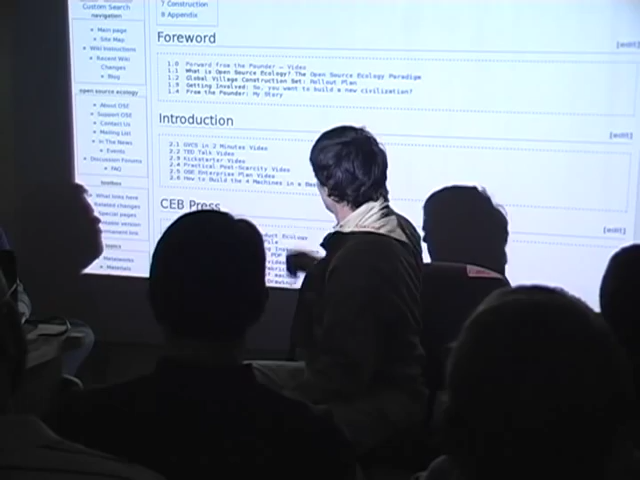 Custom Search
navigation
Main page
Site Map
Wiki Instructions
Recent Wiki
Changes
Blog
open source ecology
About OSE
Support OSE
Contact Us
Mailing List
In The News
Events
Discussion Forums
FAQ
toolbox
What links here
Related changes
Special pages
link
topics
Materials
7 Construction
8 Appendix
Foreword
[edit]
1.0 Forward from the Founder — Video
1.1 What is Open Source Ecology? The Open Source Ecology Paradigm
1.2 Global Village Construction Set: Rollout Plan
1.3 Getting Involved: So, you want to build a new civilization?
1.4 From the Founder: My Story
Introduction
[edit]
2.1 GVCS in 2 Minutes Video
2.2 TED Talk Video
2.3 Kickstarter Video
2.4 Practical Post-Scarcity Video
2.5 OSE Enterprise Plan Video
2.6 How to Build the 4 Machines in a
CEB Press
[edit]
Ecology
PDF